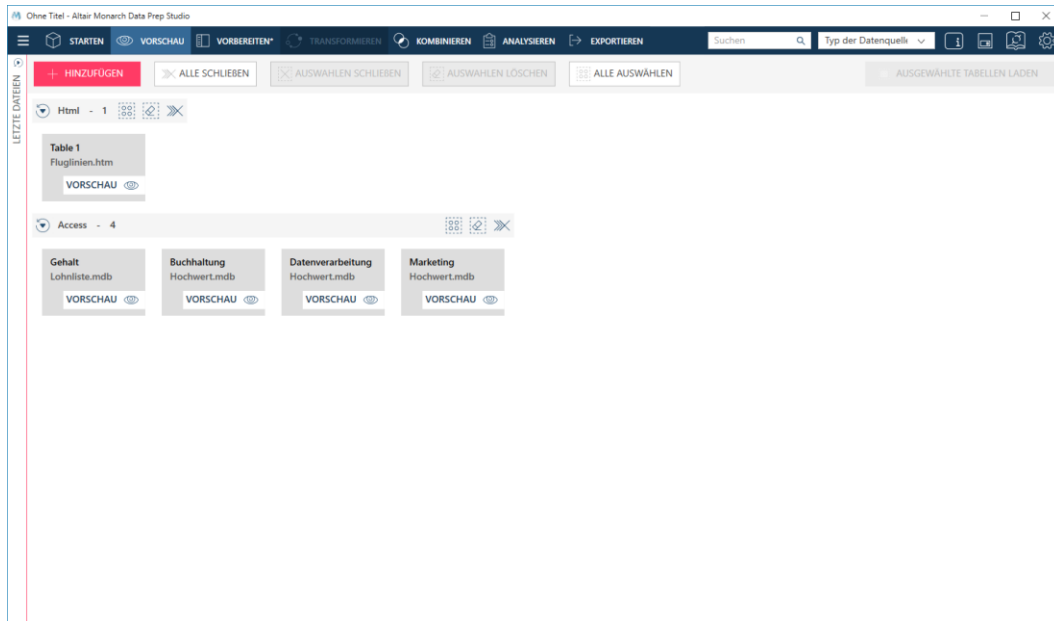 Ohne Titel - Altair Monarch Data Prep Studio
STARTEN VORSCHAU VORBEREITEN* TRANSFORMIEREN KOMBINIEREN ANALYSIEREN EXPORTIEREN Suchen Typ der Datenquelle
LETZTE DATEIEN
HINZUFÜGEN ALLE SCHLIEßEN AUSWAHLEN SCHLIEßEN AUSWAHLEN LÖSCHEN ALLE AUSWÄHLEN AUSGEWÄHLTE TABELLEN LADEN
Html - 1
Table 1
Fluglinien.htm
VORSCHAU
Access - 4
Gehalt Buchhaltung Datenverarbeitung Marketing
Lohnliste.mdb Hochwert.mdb Hochwert.mdb Hochwert.mdb
VORSCHAU VORSCHAU VORSCHAU VORSCHAU